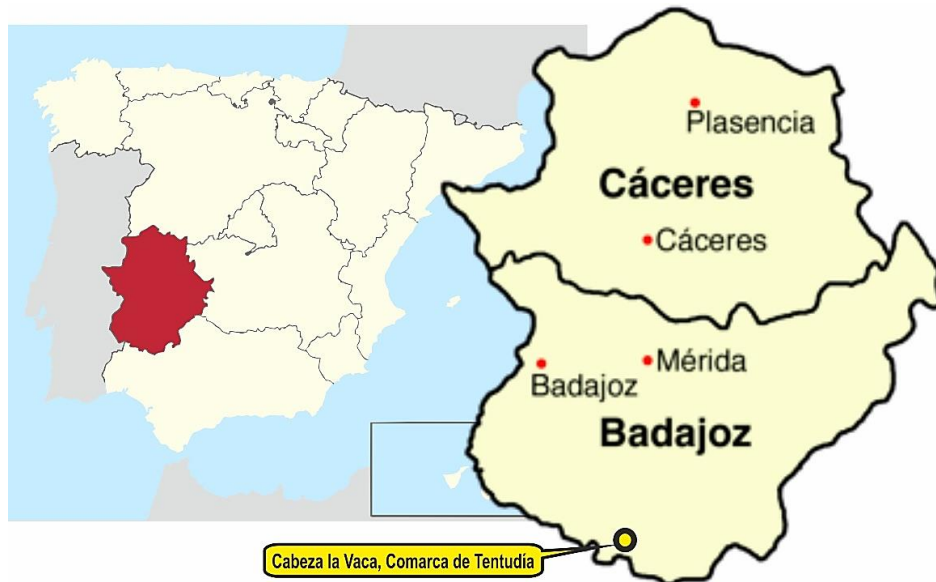 Plasencia
Cáceres
Cáceres
Badajoz
Mérida
Badajoz
Cabeza la Vaca, Comarca de Tentudía